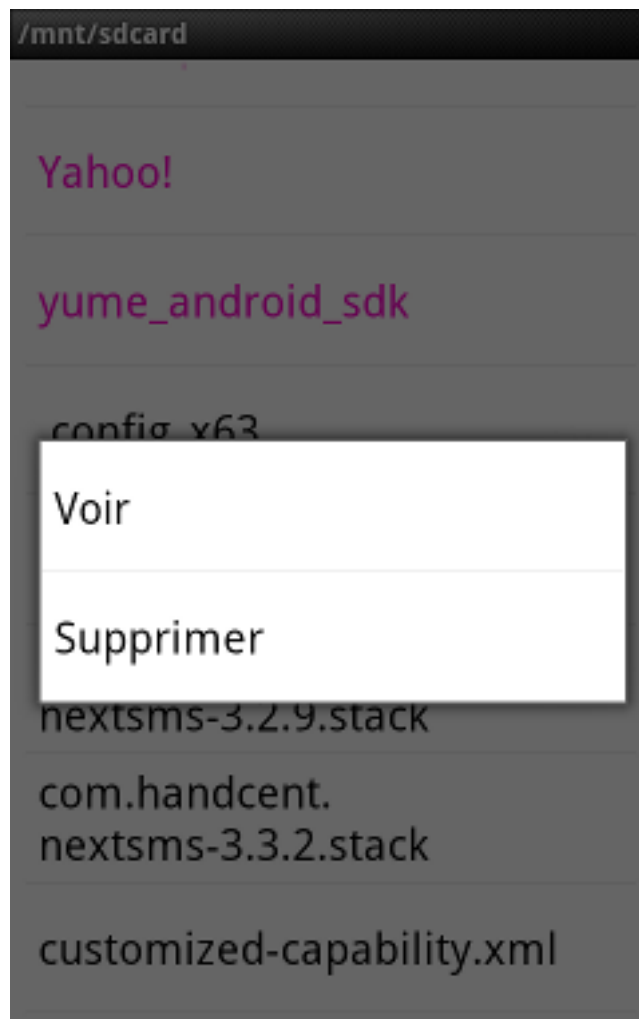 /mnt/sdcard
Yahoo!
yume_android_sdk
.config_x63
Voir
Supprimer
nextsms-3.2.9.stack
com.handcent.
nextsms-3.3.2.stack
customized-capability.xml